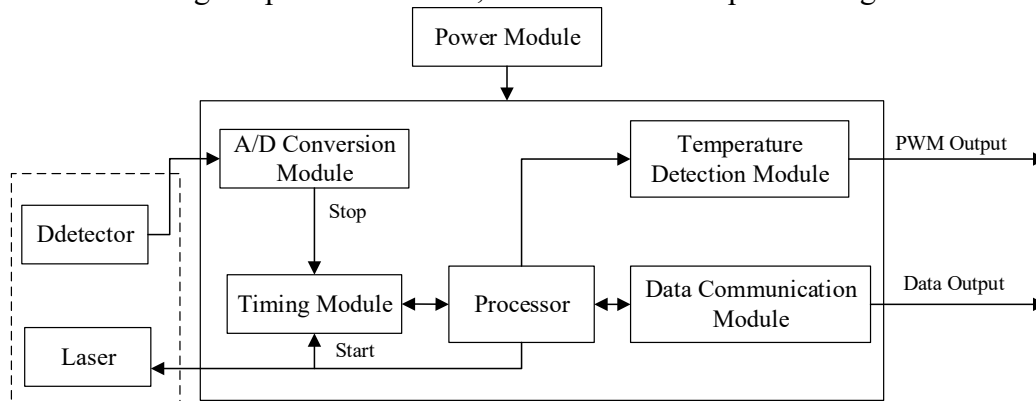 Power Module
A/D Conversion
Module
Temperature
Detection Module
PWM Output
Stop
Ddetector
Timing Module
Processor
Data Communication
Module
Data Output
Start
Laser